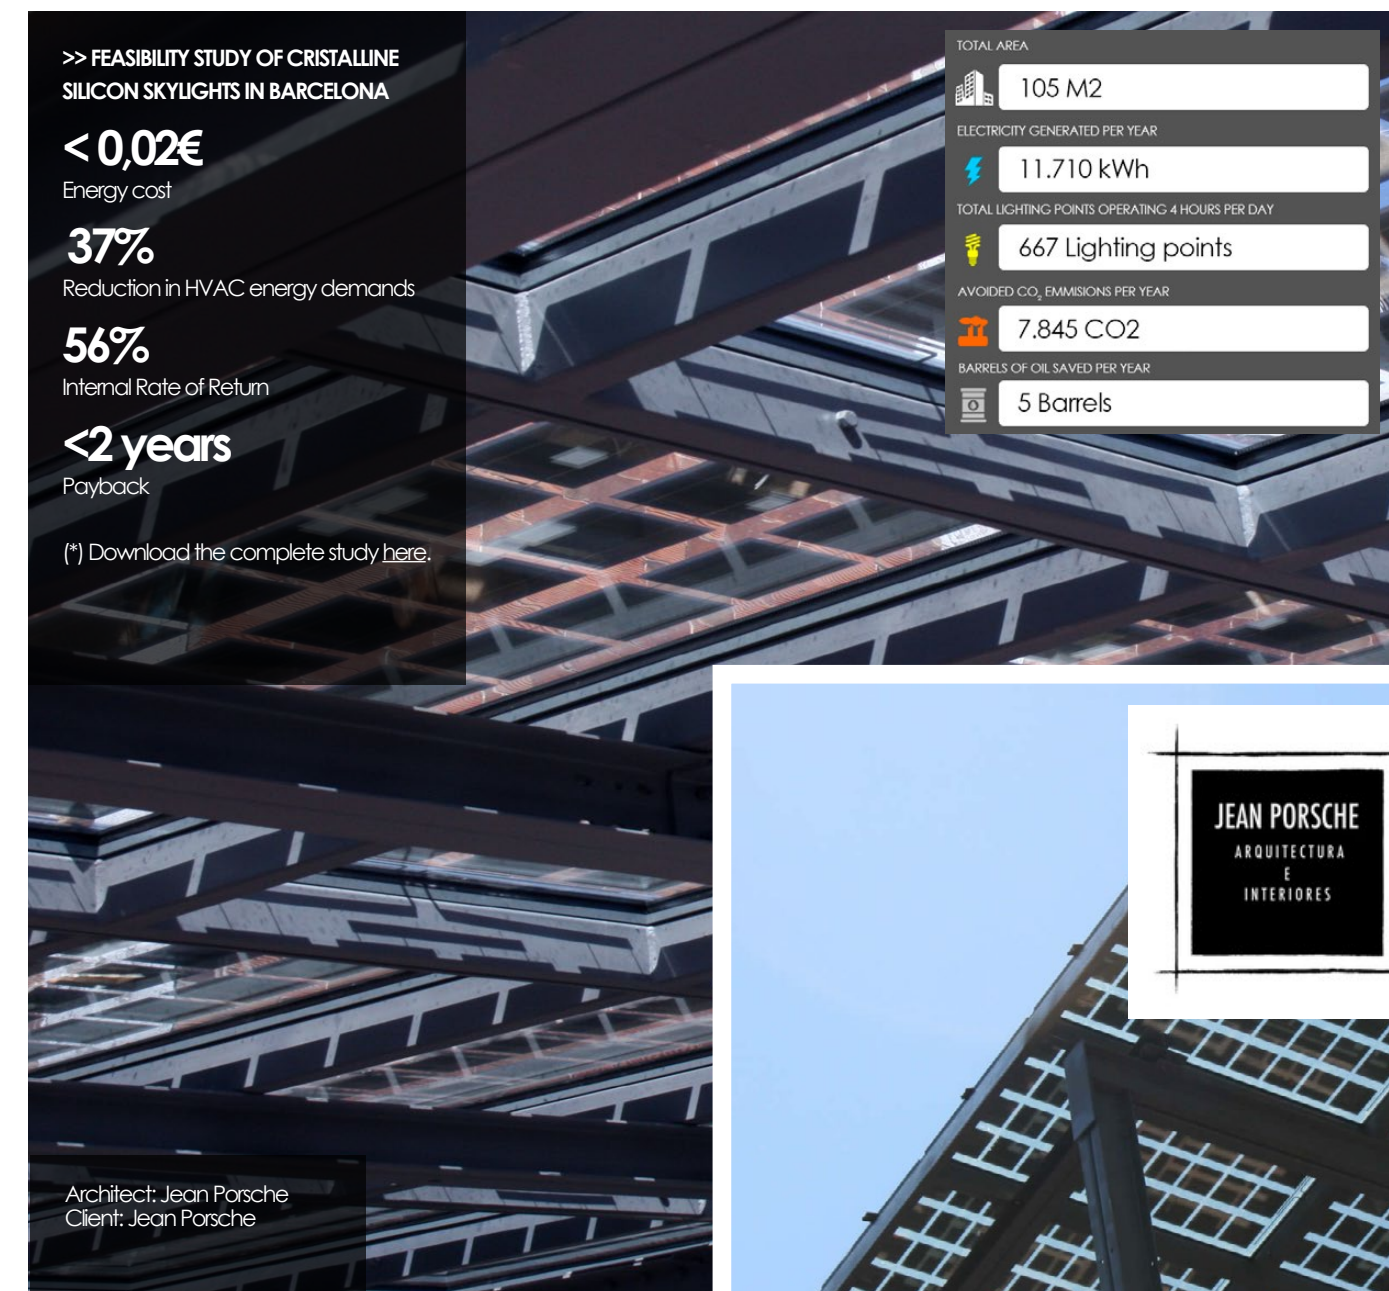 >> FEASIBILITY STUDY OF CRISTALLINE
SILICON SKYLIGHTS IN BARCELONA
< 0,02€
Energy cost
37%
Reduction in HVAC energy demands
56%
Internal Rate of Return
<2 years
Payback
(*) Download the complete study here.
TOTAL AREA
105 M2
ELECTRICITY GENERATED PER YEAR
11.710 kWh
TOTAL LIGHTING POINTS OPERATING 4 HOURS PER DAY
667 Lighting points
AVOIDED CO₂ EMMISIONS PER YEAR
7.845 CO2
BARRELS OF OIL SAVED PER YEAR
5 Barrels
JEAN PORSCHE
ARQUITECTURA
E
INTERIORES
Architect: Jean Porsche
Client: Jean Porsche